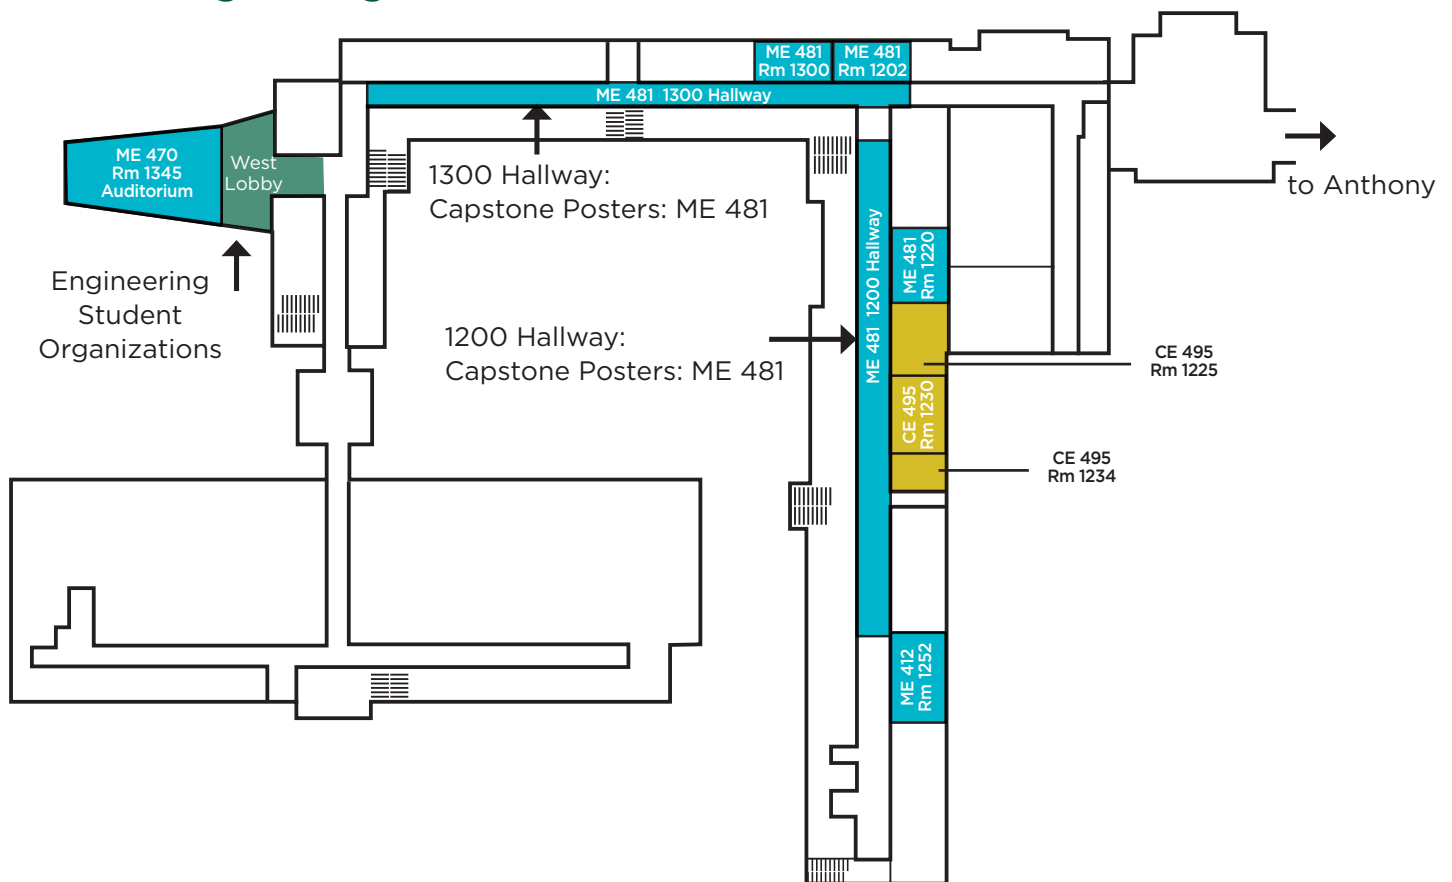 ME 481
Rm 1300
ME 481
Rm 1202
ME 481 1300 Hallway
ME 470
Rm 1345
Auditorium
West
Lobby
1300 Hallway:
Capstone Posters: ME 481
to Anthony
Engineering
Student
Organizations
ME 481
Rm 1220
ME 481 1200 Hallway
1200 Hallway:
Capstone Posters: ME 481
CE 495
Rm 1225
CE 495
Rm 1230
CE 495
Rm 1234
ME 412
Rm 1252